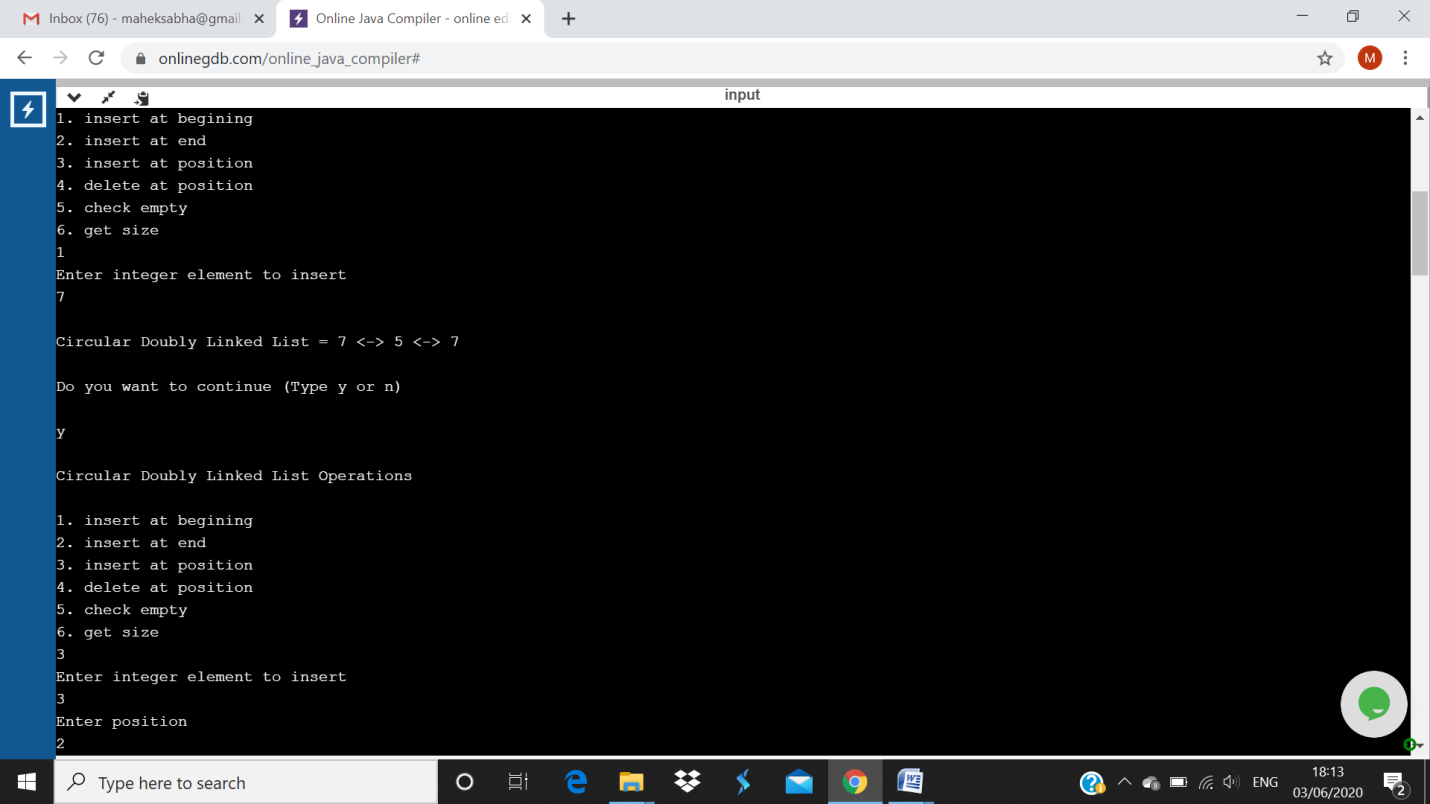 Inbox (76) - maheksabha@gmail.
Online Java Compiler - online edi
onlinegdb.com/online_java_compiler#
M
input
1. insert at begining
2. insert at end
3. insert at position
4. delete at position
5. check empty
6. get size
1
Enter integer element to insert
7
Circular Doubly Linked List = 7 <-> 5 <-> 7
Do you want to continue (Type y or n)
y
Circular Doubly Linked List Operations
1. insert at begining
2. insert at end
3. insert at position
4. delete at position
5. check empty
6. get size
3
Enter integer element to insert
3
Enter position
2
Type here to search
ENG
18:13
03/06/2020
2